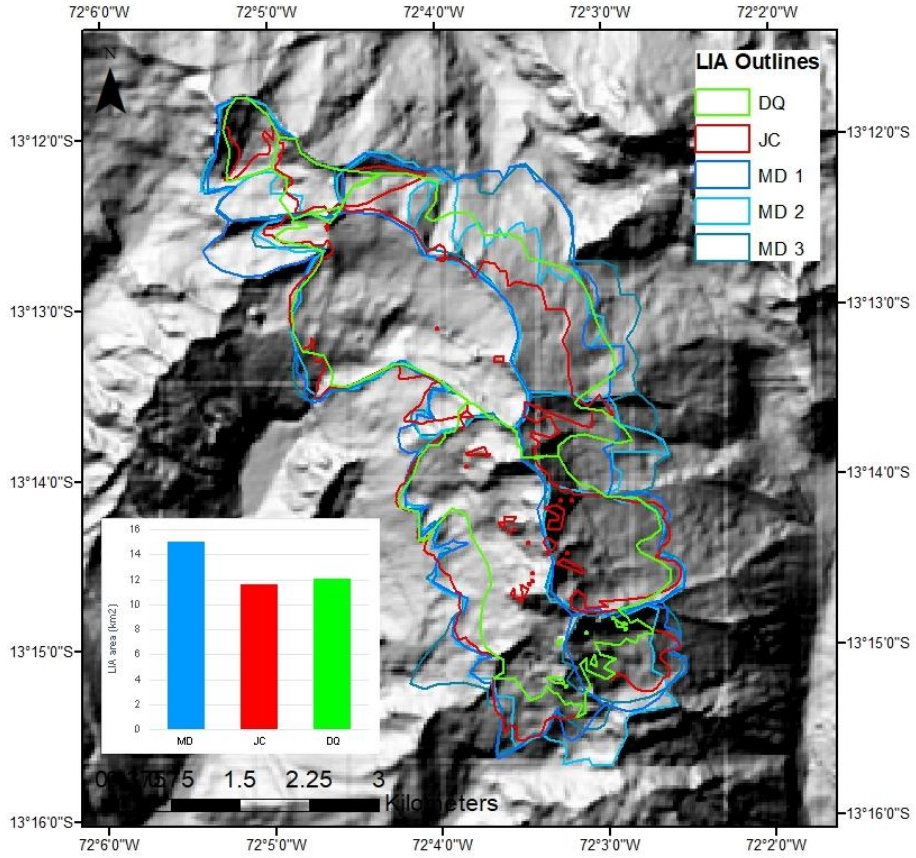 72°6'0"W 72°5'0"W 72°4'0"W 72°3'0"W 72°2'0"W
N
LIA Outlines
DQ
JC
MD 1
MD 2
MD 3
13°12'0"S 13°12'0"S
13°13'0"S 13°13'0"S
13°14'0"S 13°14'0"S
13°15'0"S 13°15'0"S
13°16'0"S 13°16'0"S
LIA area (km2)
16
14
12
10
8
6
4
2
0
MD JC DQ
1.5 2.25 3
Kilometers
72°6'0"W 72°5'0"W 72°4'0"W 72°3'0"W 72°2'0"W